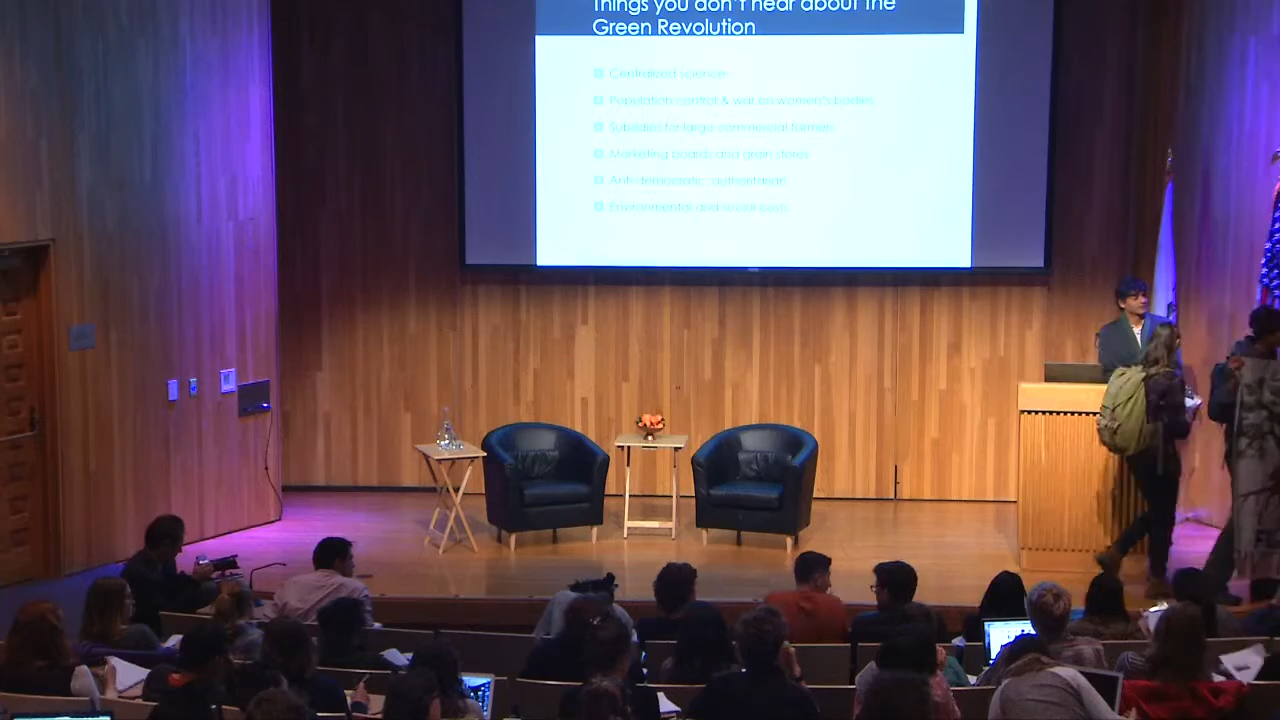 Things you don't hear about the
Green Revolution
Centralized science
Population control & war on women's bodies
Subsidies for large commercial farmers
Marketing boards and grain stores
Anti-democratic, authoritarian
Environmental and social costs